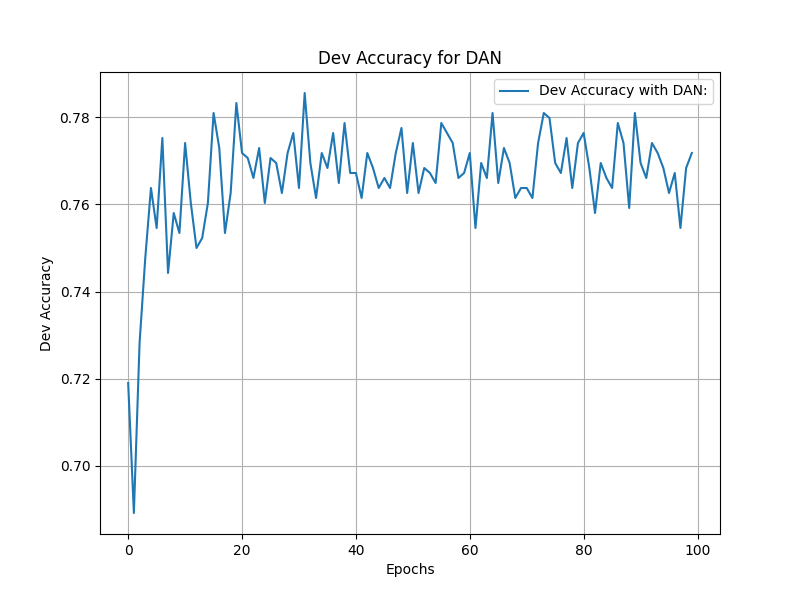 Dev Accuracy for DAN
Dev Accuracy with DAN:
0.78
0.76
0.74
0.72
0.70
Dev Accuracy
0 20 40 60 80 100
Epochs